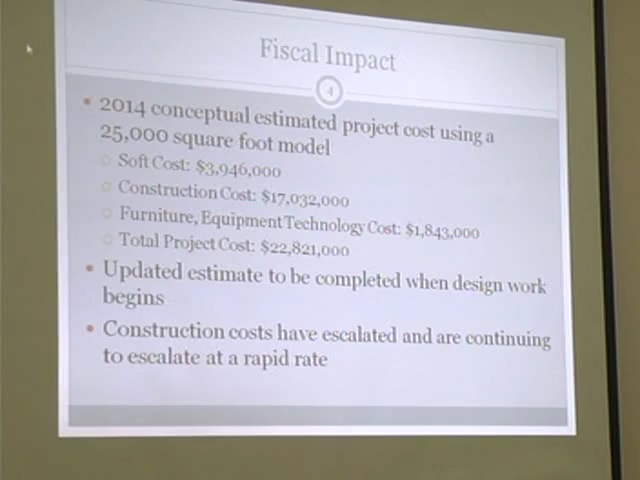 Fiscal Impact
4
• 2014 conceptual estimated project cost using a
25,000 square foot model
○ Soft Cost: $3,946,000
○ Construction Cost: $17,032,000
○ Furniture, Equipment Technology Cost: $1,843,000
○ Total Project Cost: $22,821,000
• Updated estimate to be completed when design work
begins
• Construction costs have escalated and are continuing
to escalate at a rapid rate